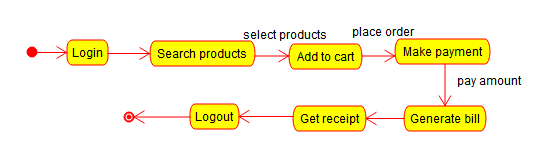 select products
place order
Login
Search products
Add to cart
Make payment
pay amount
Logout
Get receipt
Generate bill